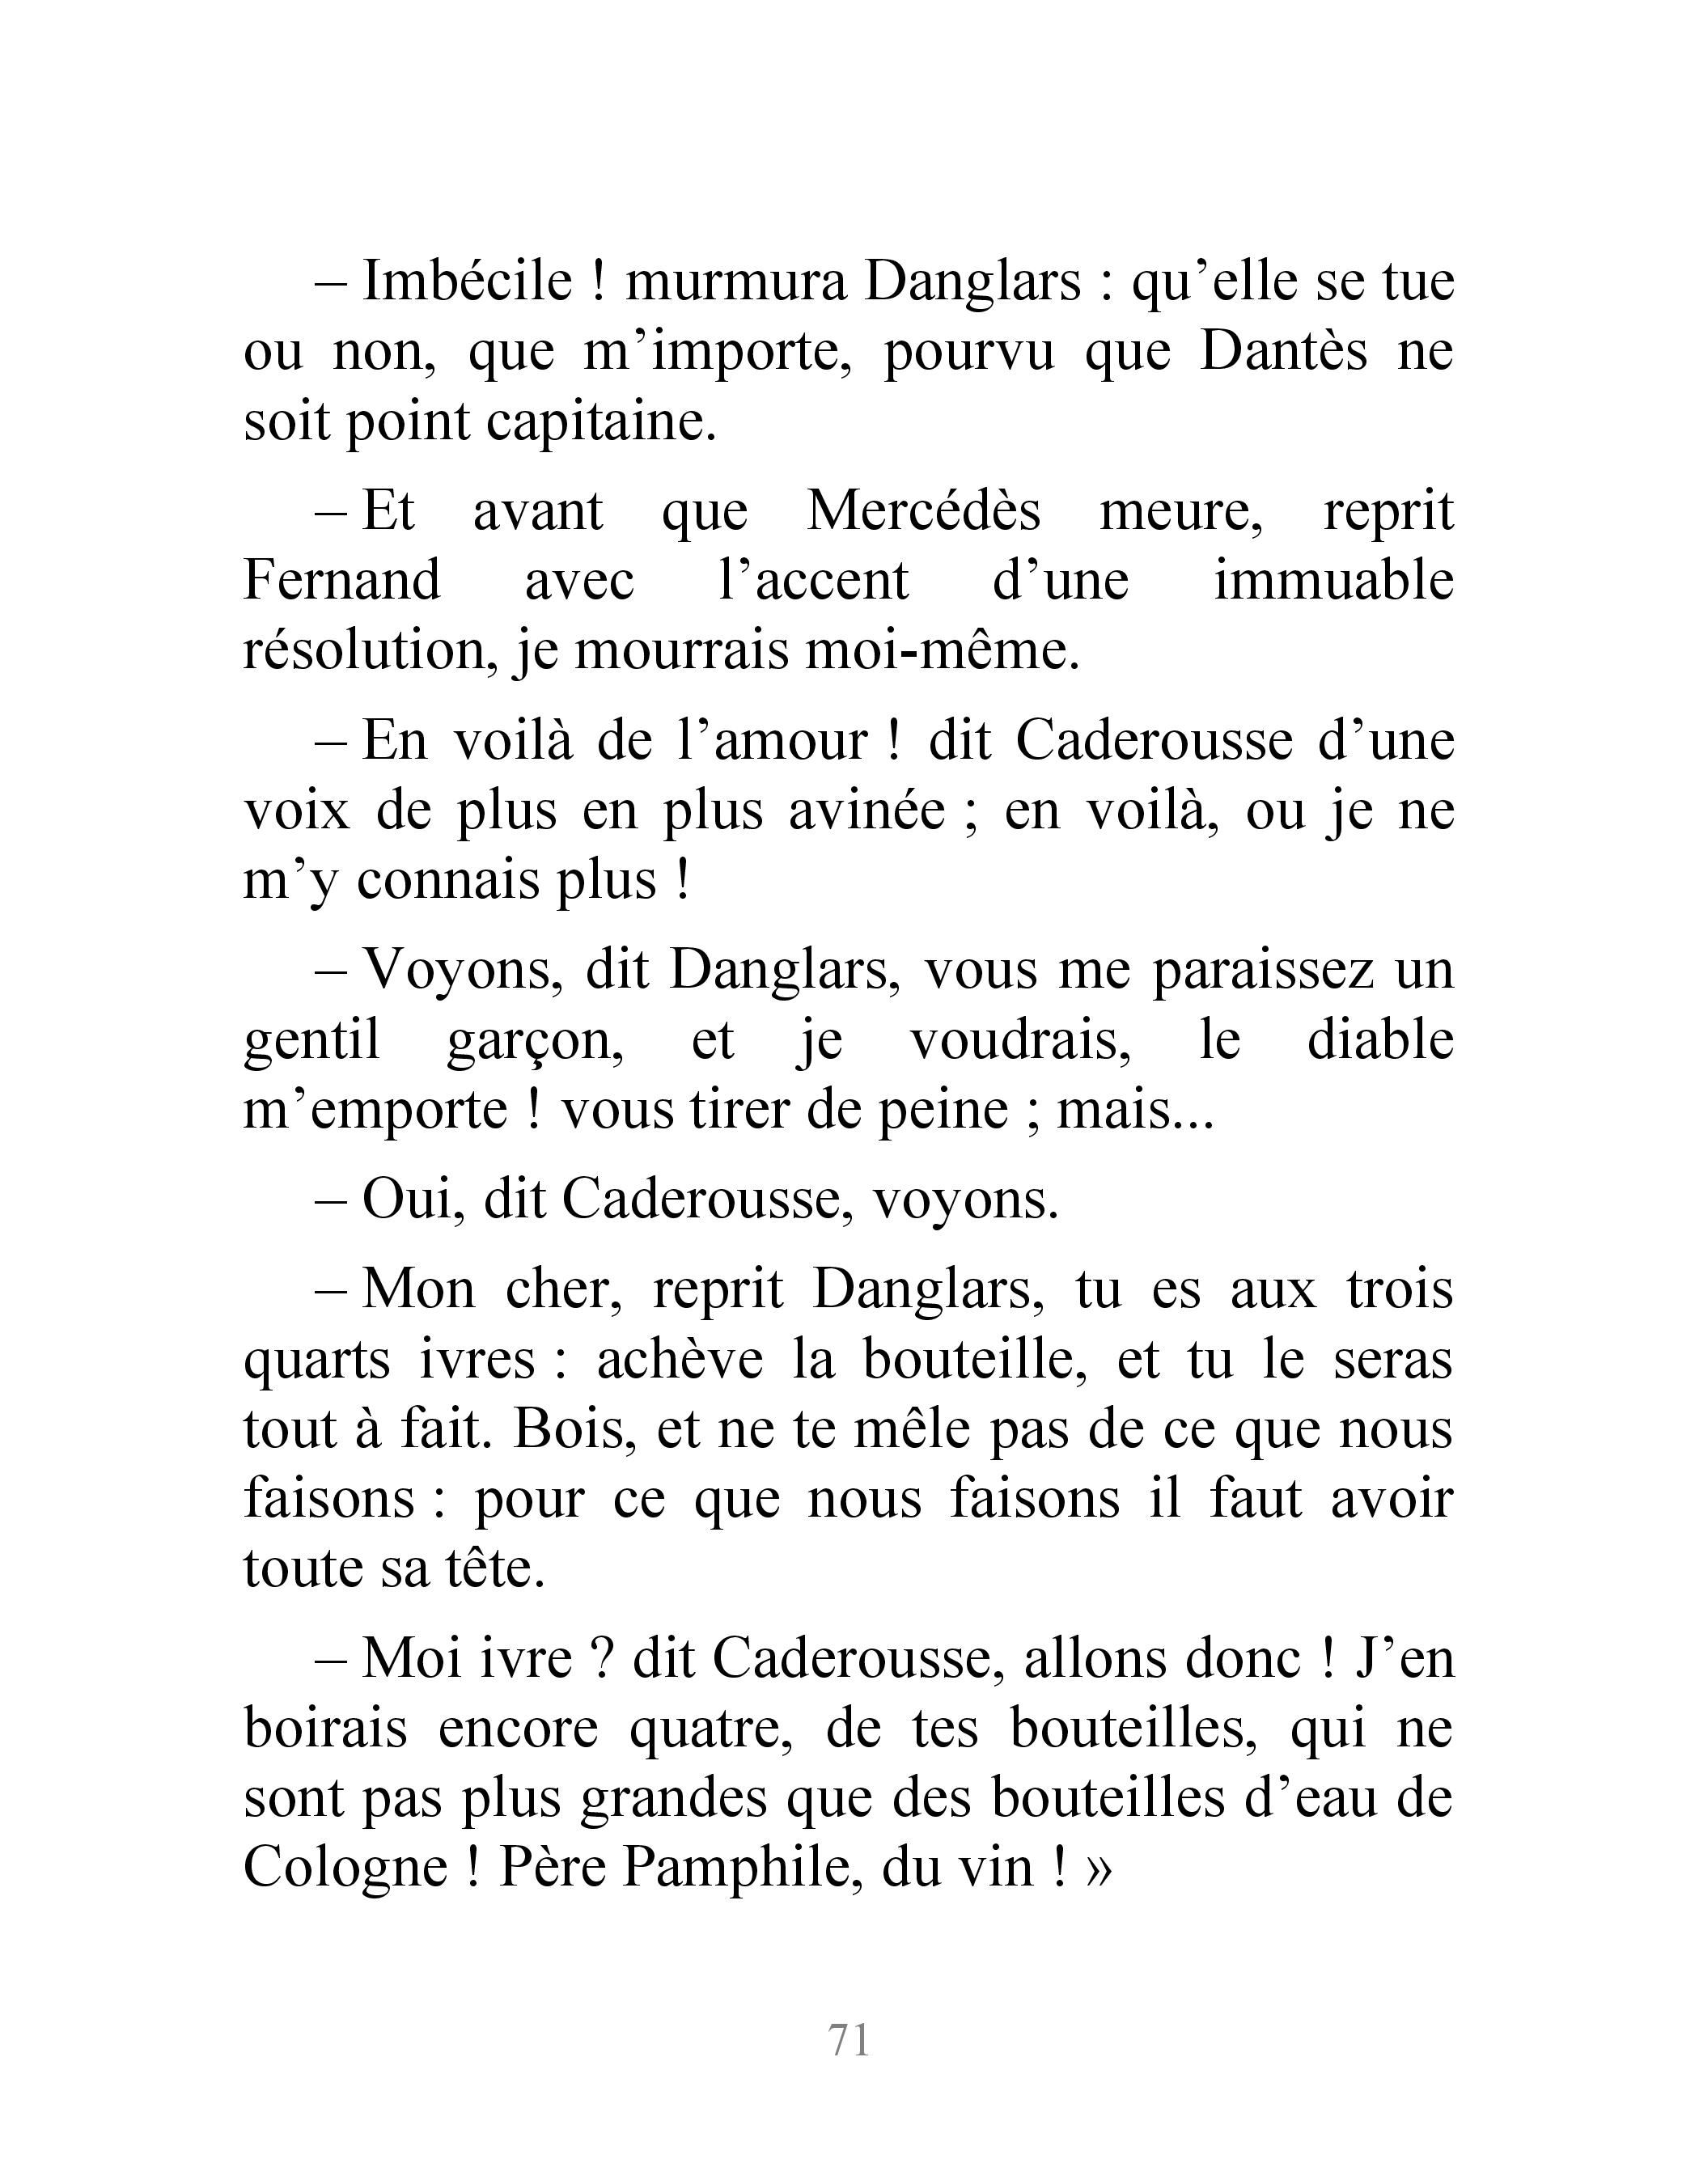 – Imbécile ! murmura Danglars : qu’elle se tue
ou non, que m’importe, pourvu que Dantès ne
soit point capitaine.
– Et avant que Mercédès meure, reprit
Fernand avec l’accent d’une immuable
résolution, je mourrais moi-même.
– En voilà de l’amour ! dit Caderousse d’une
voix de plus en plus avinée ; en voilà, ou je ne
m’y connais plus !
– Voyons, dit Danglars, vous me paraissez un
gentil garçon, et je voudrais, le diable
m’emporte ! vous tirer de peine ; mais...
– Oui, dit Caderousse, voyons.
– Mon cher, reprit Danglars, tu es aux trois
quarts ivres : achève la bouteille, et tu le seras
tout à fait. Bois, et ne te mêle pas de ce que nous
faisons : pour ce que nous faisons il faut avoir
toute sa tête.
– Moi ivre ? dit Caderousse, allons donc ! J’en
boirais encore quatre, de tes bouteilles, qui ne
sont pas plus grandes que des bouteilles d’eau de
Cologne ! Père Pamphile, du vin ! »
71